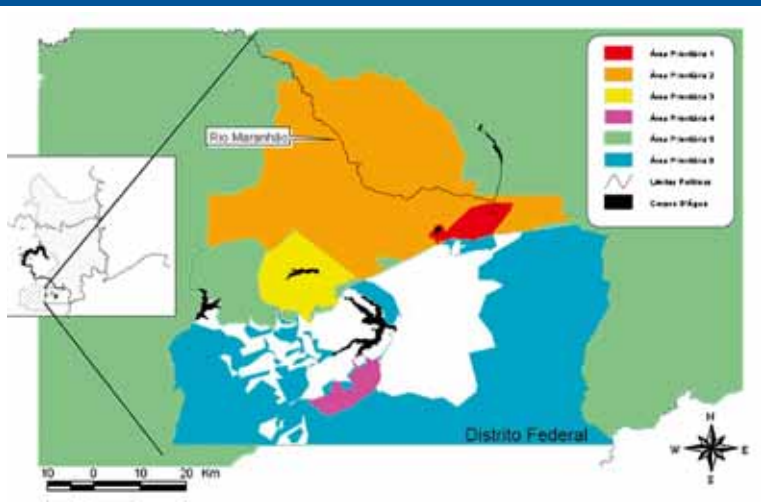 Rio Maranhão
Área Prioritária 1
Área Prioritária 2
Área Prioritária 3
Área Prioritária 4
Área Prioritária 5
Área Prioritária 6
Limites Políticos
Corpos D'Água
Distrito Federal
N
W E
S
10 0 10 20 Km